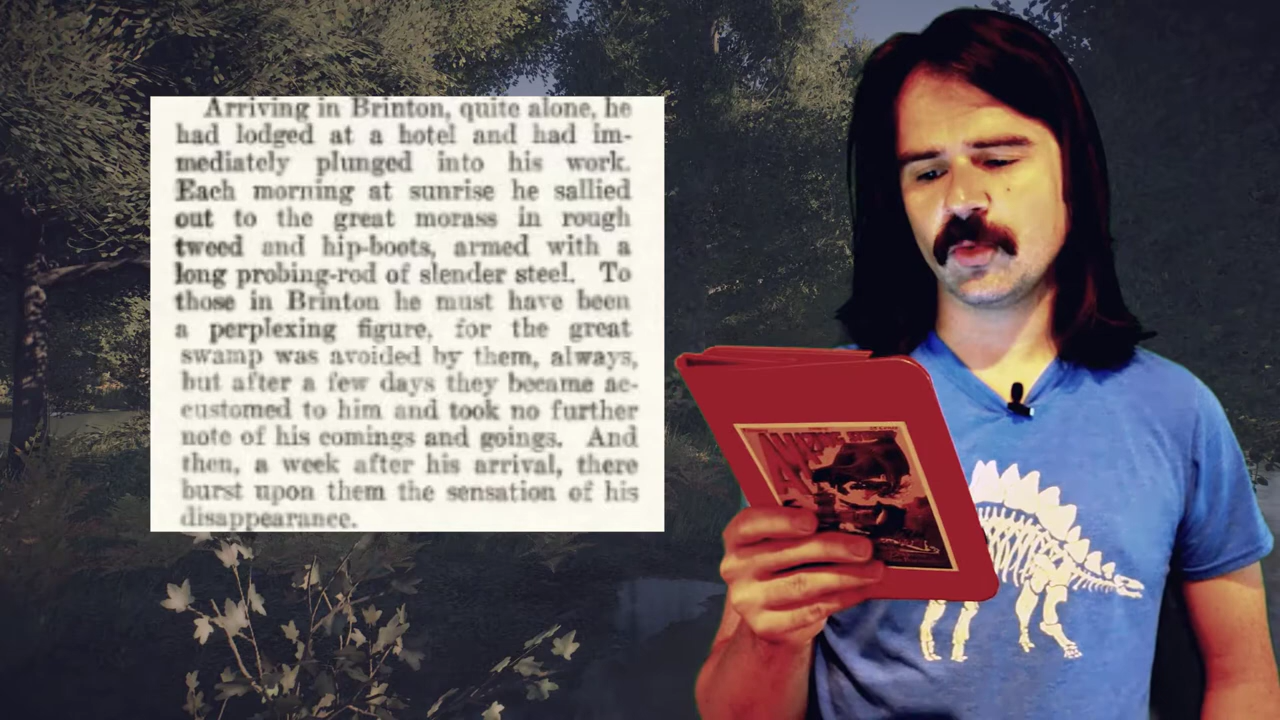 Arriving in Brinton, quite alone, he
had lodged at a hotel and had im-
mediately plunged into his work.
Each morning at sunrise he sallied
out to the great morass in rough
tweed and hip-boots, armed with a
long probing-rod of slender steel. To
those in Brinton he must have been
a perplexing figure, for the great
swamp was avoided by them, always,
but after a few days they became ac-
customed to him and took no further
note of his comings and goings. And
then, a week after his arrival, there
burst upon them the sensation of his
disappearance.